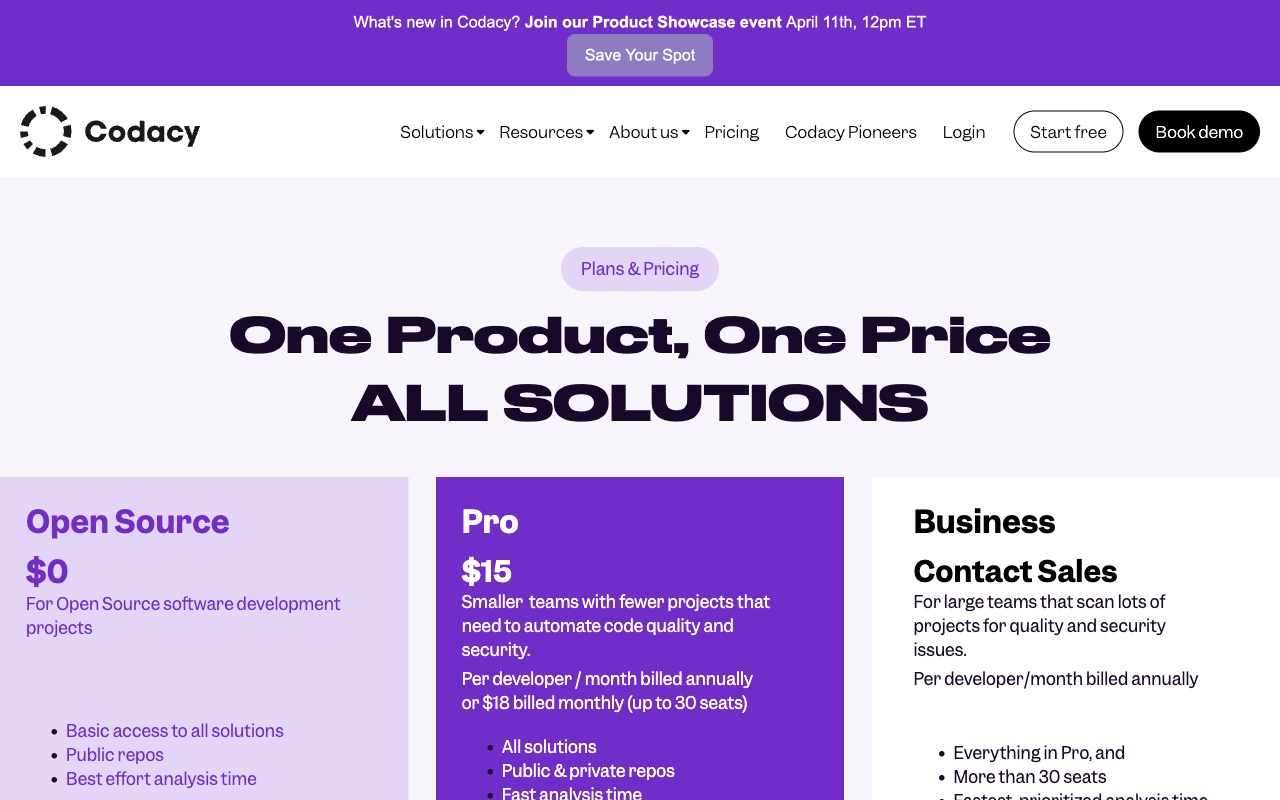 What's new in Codacy? Join our Product Showcase event April 11th, 12pm ET
Save Your Spot
Codacy
Solutions
Resources
About us
Pricing
Codacy Pioneers
Login
Start free
Book demo
Plans & Pricing
One Product, One Price
ALL SOLUTIONS
Open Source
$0
For Open Source software development
projects
• Basic access to all solutions
• Public repos
• Best effort analysis time
Pro
$15
Smaller teams with fewer projects that
need to automate code quality and
security.
Per developer / month billed annually
or $18 billed monthly (up to 30 seats)
• All solutions
• Public & private repos
• Fast analysis time
Business
Contact Sales
For large teams that scan lots of
projects for quality and security
issues.
Per developer/month billed annually
• Everything in Pro, and
• More than 30 seats
• Fastest, prioritized analysis time